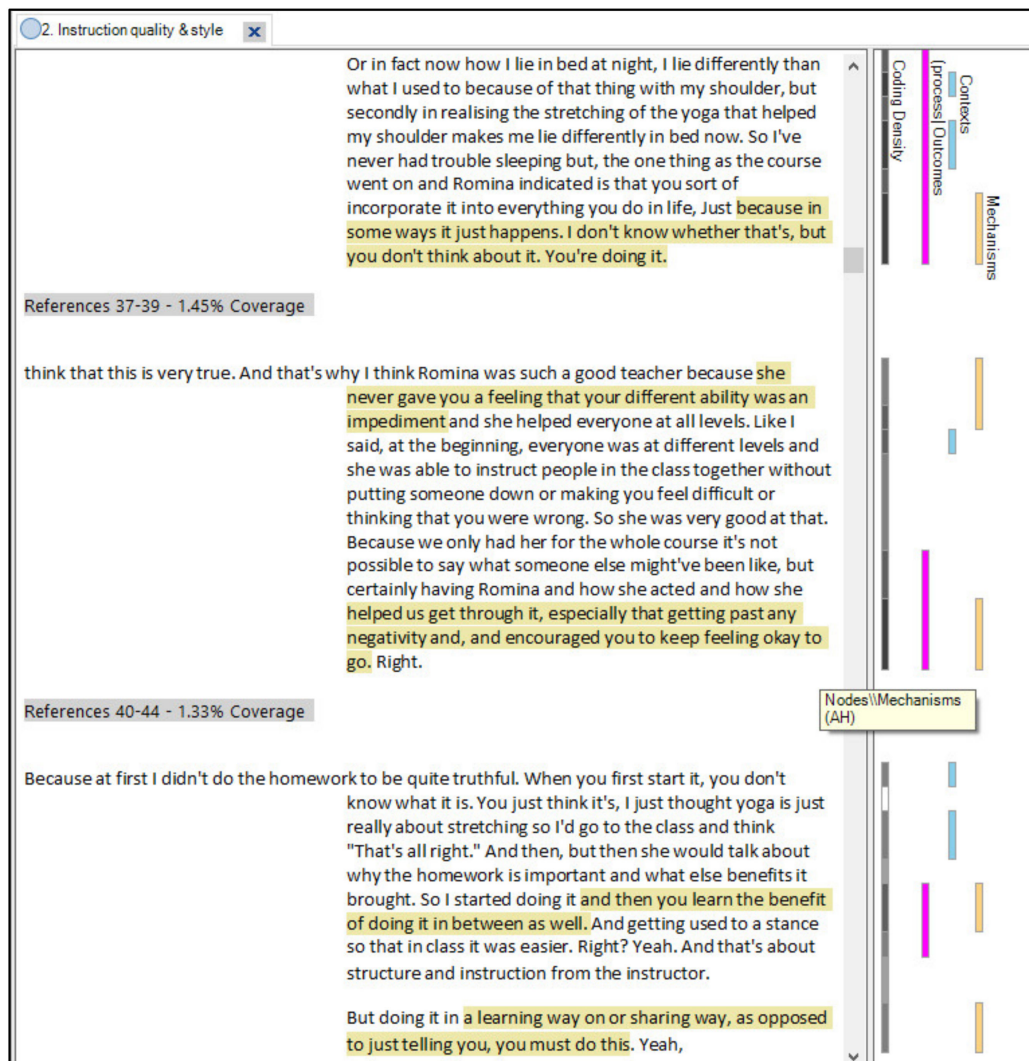 2. Instruction quality & style
Or in fact now how I lie in bed at night, I lie differently than
what I used to because of that thing with my shoulder, but
secondly in realising the stretching of the yoga that helped
my shoulder makes me lie differently in bed now. So I've
never had trouble sleeping but, the one thing as the course
went on and Romina indicated is that you sort of
incorporate it into everything you do in life, Just because in
some ways it just happens. I don't know whether that's, but
you don't think about it. You're doing it.
References 37-39 - 1.45% Coverage
think that this is very true. And that's why I think Romina was such a good teacher because she
never gave you a feeling that your different ability was an
impediment and she helped everyone at all levels. Like I
said, at the beginning, everyone was at different levels and
she was able to instruct people in the class together without
putting someone down or making you feel difficult or
thinking that you were wrong. So she was very good at that.
Because we only had her for the whole course it's not
possible to say what someone else might've been like, but
certainly having Romina and how she acted and how she
helped us get through it, especially that getting past any
negativity and, and encouraged you to keep feeling okay to
go. Right.
References 40-44 - 1.33% Coverage
Because at first I didn't do the homework to be quite truthful. When you first start it, you don't
know what it is. You just think it's, I just thought yoga is just
really about stretching so I'd go to the class and think
"That's all right." And then, but then she would talk about
why the homework is important and what else benefits it
brought. So I started doing it and then you learn the benefit
of doing it in between as well. And getting used to a stance
so that in class it was easier. Right? Yeah. And that's about
structure and instruction from the instructor.
But doing it in a learning way on or sharing way, as opposed
to just telling you, you must do this. Yeah,
Coding Density
(process|Outcomes
Contexts
Mechanisms
Nodes\\Mechanisms
(AH)